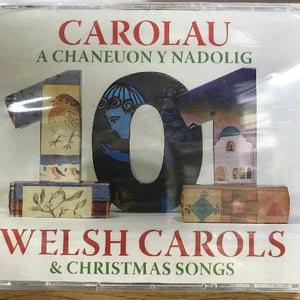 CAROLAU
A CHANEUON Y NADOLIG
101
WELSH CAROLS
& CHRISTMAS SONGS